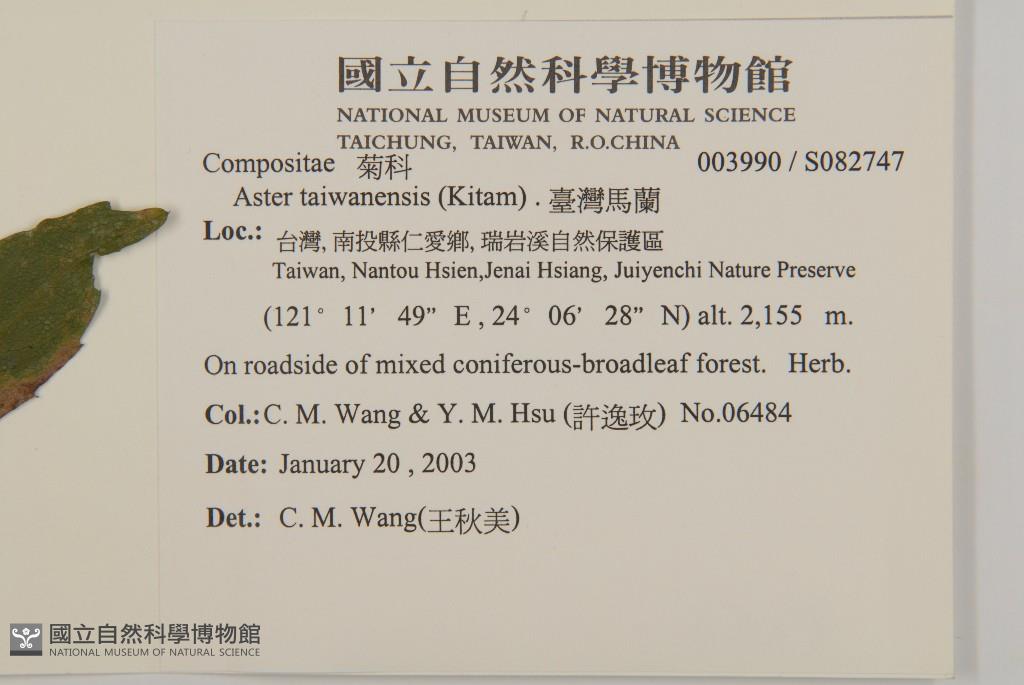 國立自然科學博物館
NATIONAL MUSEUM OF NATURAL SCIENCE
TAICHUNG, TAIWAN, R.O.CHINA
Compositae 菊科 003990 / S082747
Aster taiwanensis (Kitam) . 臺灣馬蘭
Loc.: 台灣, 南投縣仁愛鄉, 瑞岩溪自然保護區
Taiwan, Nantou Hsien,Jenai Hsiang, Juiyenchi Nature Preserve
(121° 11’ 49” E , 24° 06’ 28” N) alt. 2,155 m.
On roadside of mixed coniferous-broadleaf forest. Herb.
Col.: C. M. Wang & Y. M. Hsu (許逸玫) No.06484
Date: January 20 , 2003
Det.: C. M. Wang(王秋美)
國立自然科學博物館
NATIONAL MUSEUM OF NATURAL SCIENCE